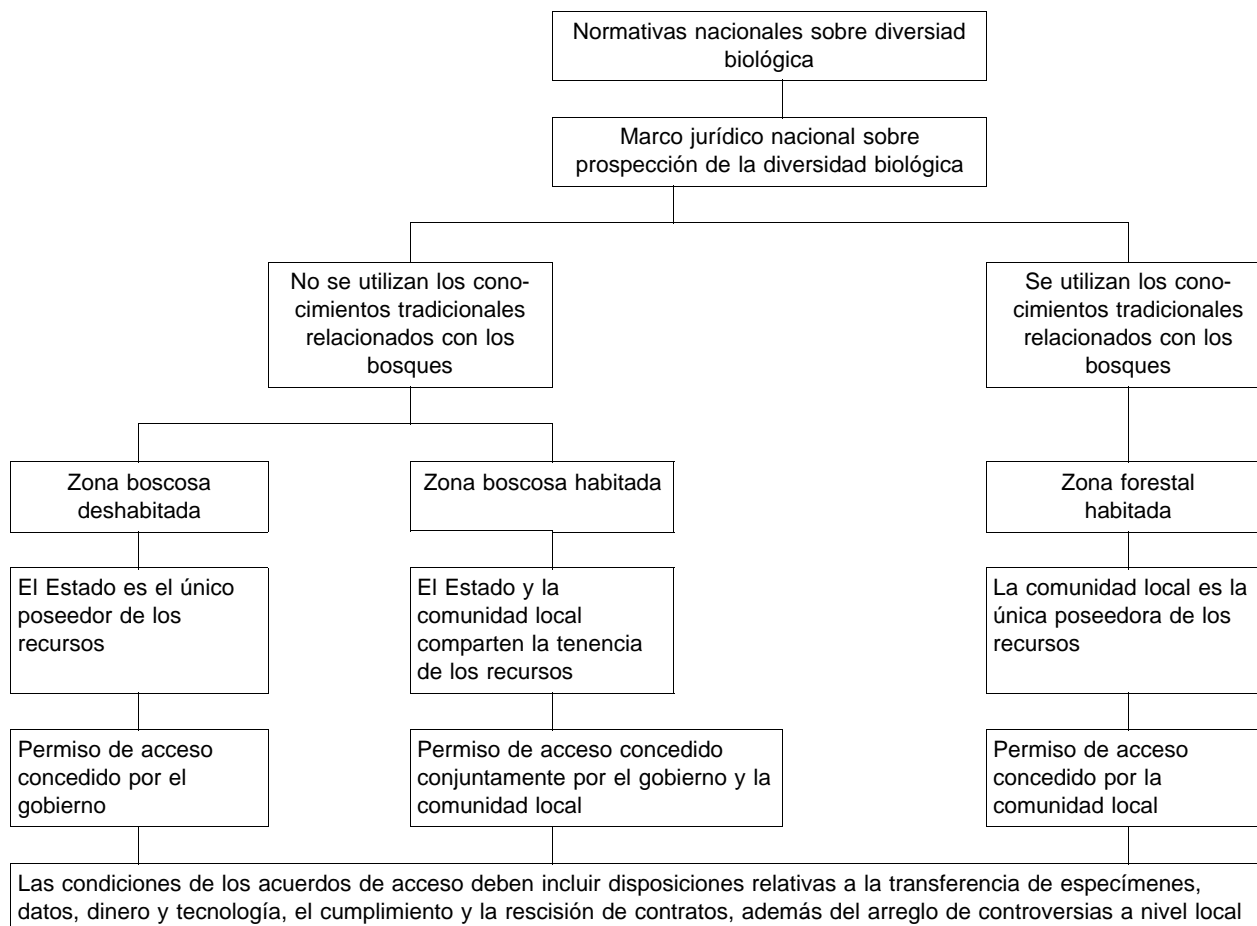 Normativas nacionales sobre diversiad
biológica
Marco jurídico nacional sobre
prospección de la diversidad biológica
No se utilizan los cono-
cimientos tradicionales
relacionados con los
bosques
Se utilizan los cono-
cimientos tradicionales
relacionados con los
bosques
Zona boscosa
deshabitada
Zona boscosa habitada
Zona forestal
habitada
El Estado es el único
poseedor de los
recursos
El Estado y la
comunidad local
comparten la tenencia
de los recursos
La comunidad local es la
única poseedora de los
recursos
Permiso de acceso
concedido por el
gobierno
Permiso de acceso concedido
conjuntamente por el gobierno y la
comunidad local
Permiso de acceso
concedido por la
comunidad local
Las condiciones de los acuerdos de acceso deben incluir disposiciones relativas a la transferencia de especímenes,
datos, dinero y tecnología, el cumplimiento y la rescisión de contratos, además del arreglo de controversias a nivel local